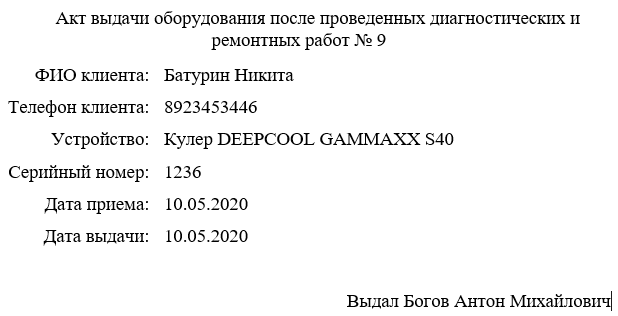 Акт выдачи оборудования после проведенных диагностических и
ремонтных работ № 9
ФИО клиента: Батурин Никита
Телефон клиента: 8923453446
Устройство: Кулер DEEPCOOL GAMMAXX S40
Серийный номер: 1236
Дата приема: 10.05.2020
Дата выдачи: 10.05.2020
Выдал Богов Антон Михайлович